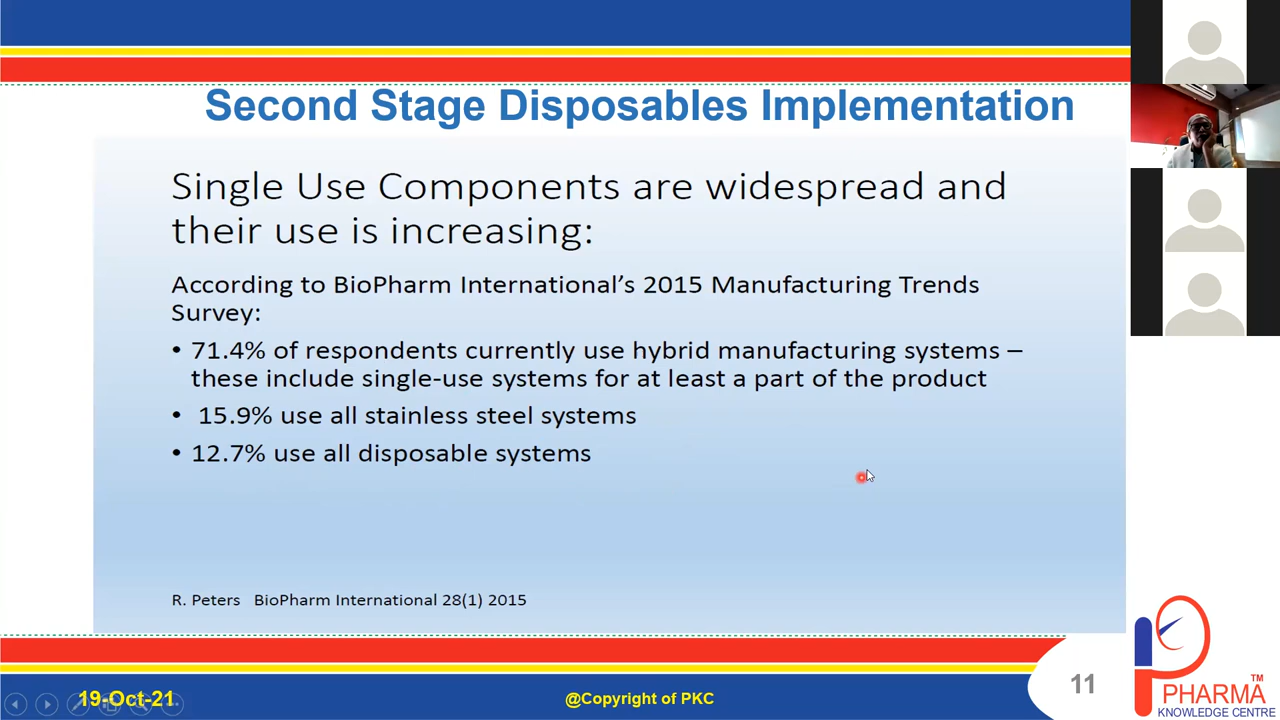 Second Stage Disposables Implementation
Single Use Components are widespread and
their use is increasing:
According to BioPharm International’s 2015 Manufacturing Trends
Survey:
• 71.4% of respondents currently use hybrid manufacturing systems –
these include single-use systems for at least a part of the product
• 15.9% use all stainless steel systems
• 12.7% use all disposable systems
R. Peters BioPharm International 28(1) 2015
19-Oct-21
@Copyright of PKC
11
PHARMA™
KNOWLEDGE CENTRE